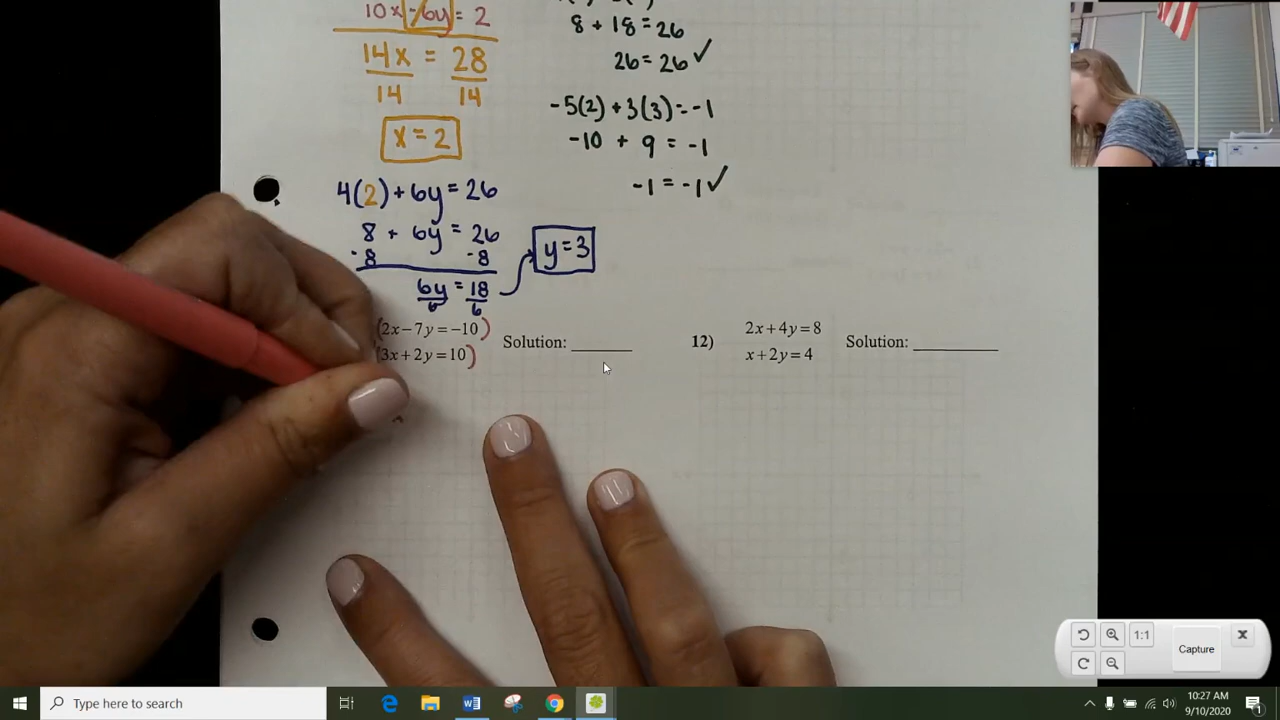 10x -6y = 2
14x = 28
14 14
x = 2
4(2) + 6y = 26
8 + 6y = 26
-8 -8
6y = 18
6 6
y = 3
8 + 18 = 26
26 = 26 ✓
-5(2) + 3(3) = -1
-10 + 9 = -1
-1 = -1 ✓
(2x − 7y = −10)
(3x + 2y = 10)
Solution: ______
12)
2x + 4y = 8
x + 2y = 4
Solution: ________
1:1
Capture
Type here to search
10:27 AM
9/10/2020